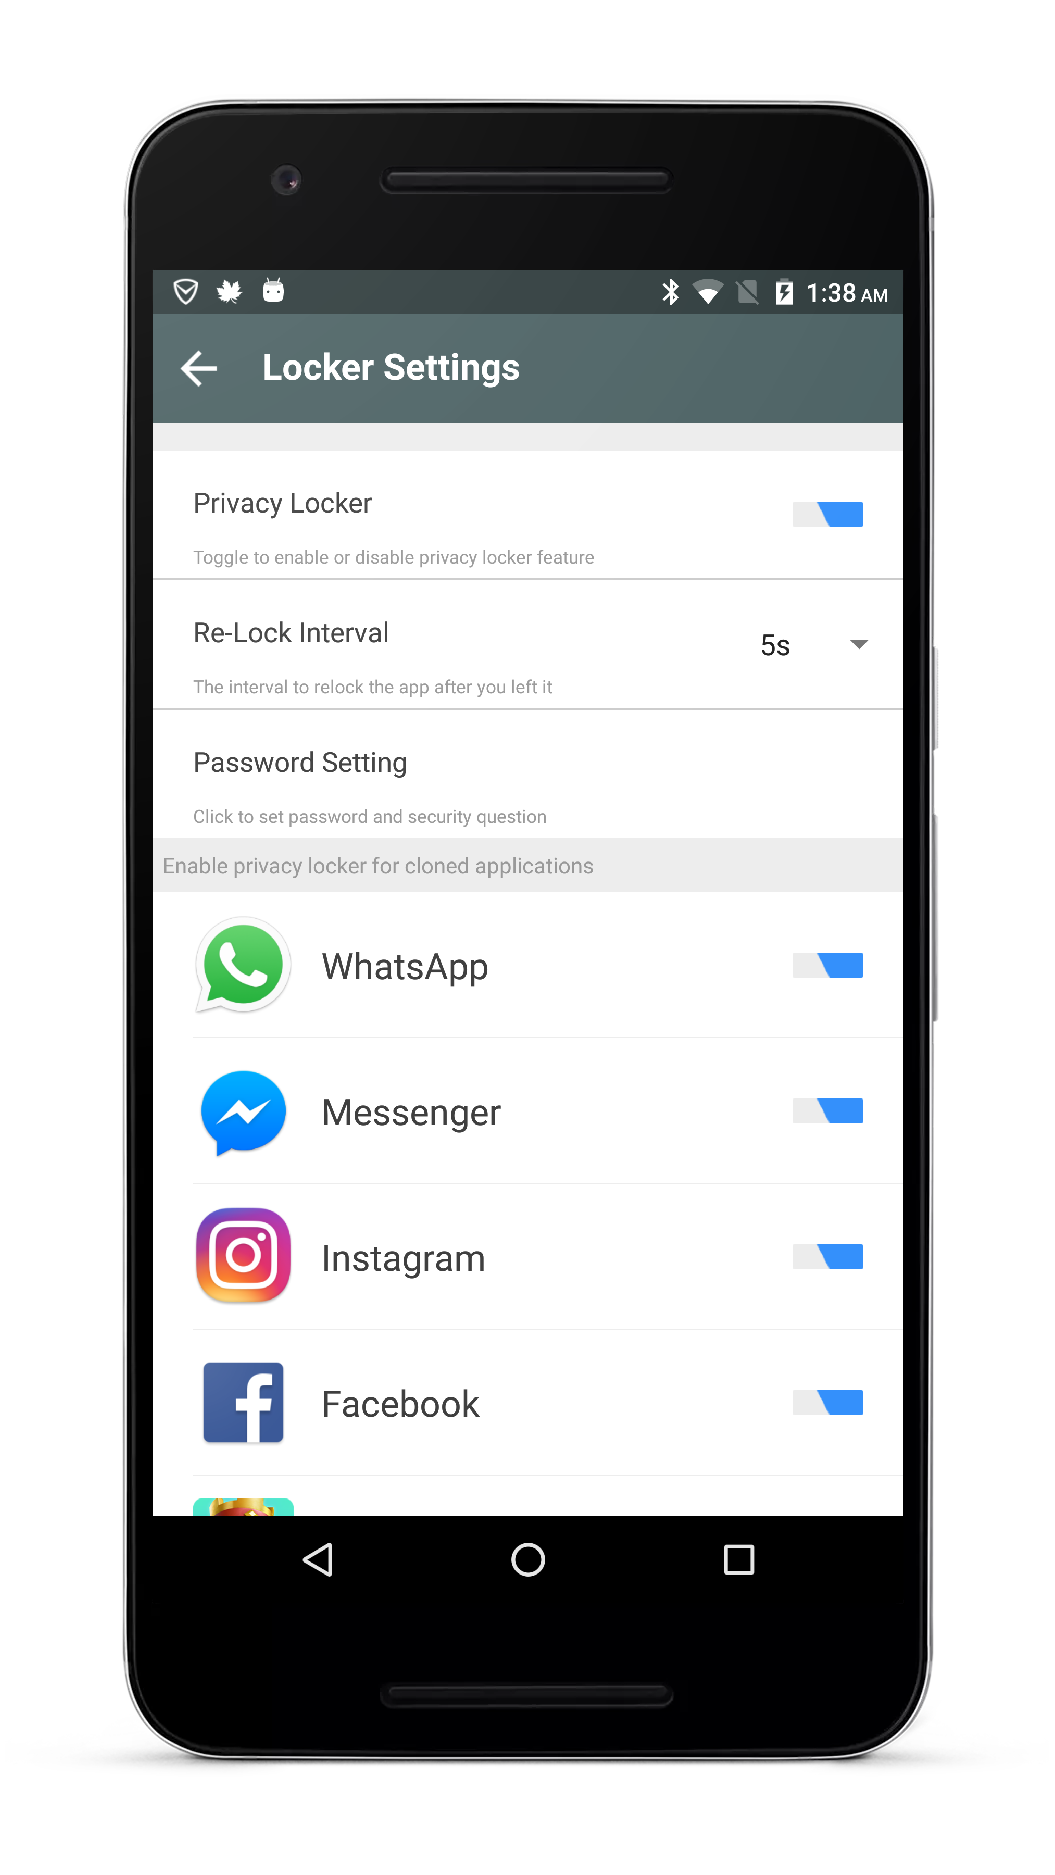 1:38 AM
Locker Settings
Privacy Locker
Toggle to enable or disable privacy locker feature
Re-Lock Interval
5s
The interval to relock the app after you left it
Password Setting
Click to set password and security question
Enable privacy locker for cloned applications
WhatsApp
Messenger
Instagram
Facebook